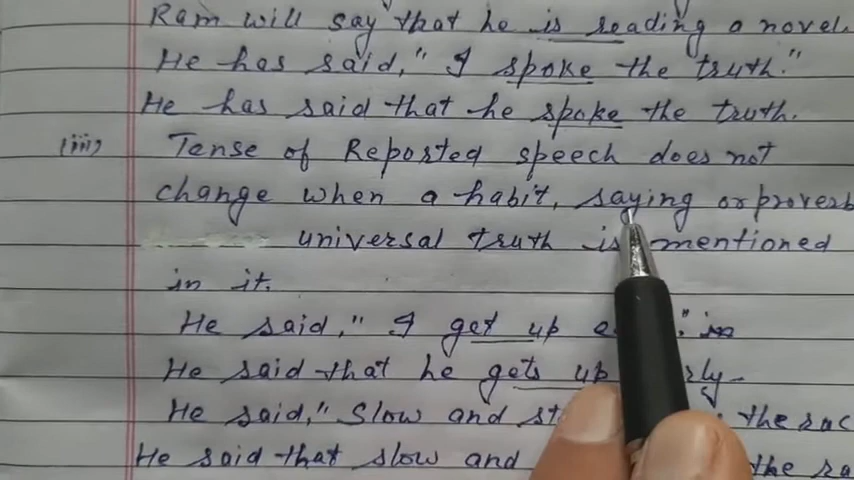 Ram will say that he is reading a novel.
He has said, "I spoke the truth."
He has said that he spoke the truth.
(iii) Tense of Reported speech does not
change when a habit, saying or proverb
universal truth is mentioned
in it.
He said, "I get up
He said that he gets up
He said, "Slow and the
He said that slow and the